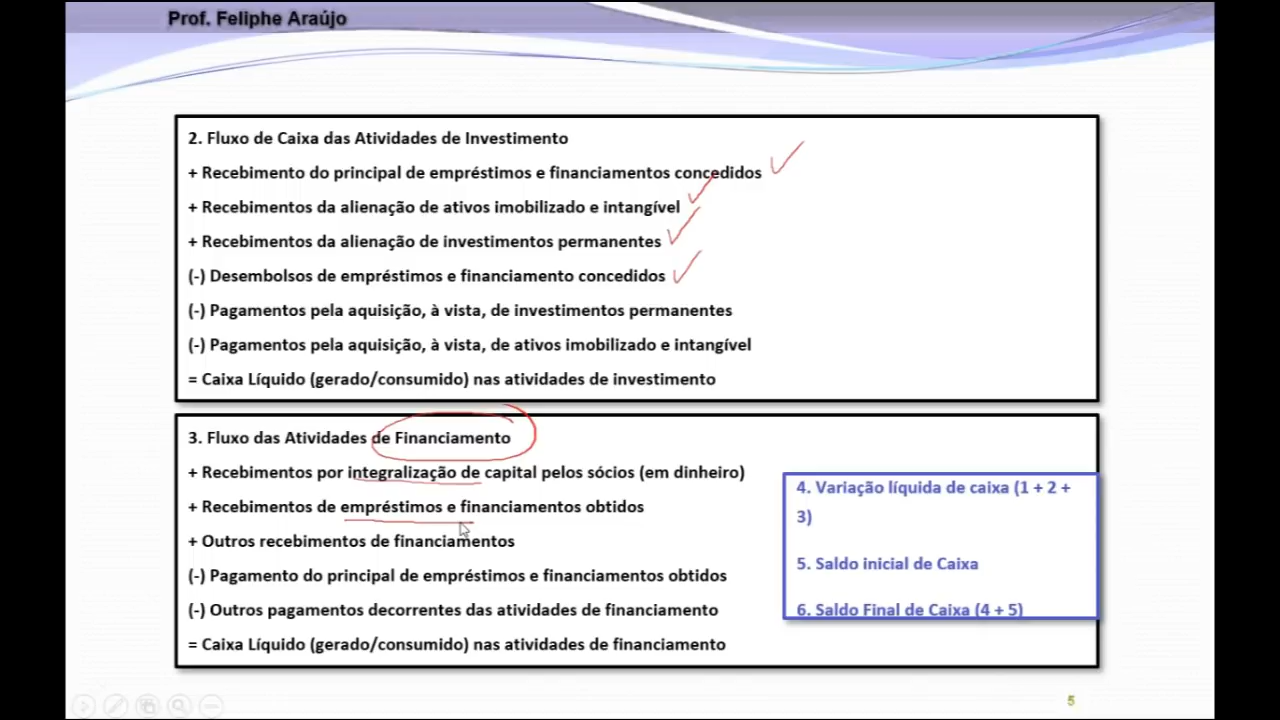 Prof. Feliphe Araújo
2. Fluxo de Caixa das Atividades de Investimento
+ Recebimento do principal de empréstimos e financiamentos concedidos
+ Recebimentos da alienação de ativos imobilizado e intangível
+ Recebimentos da alienação de investimentos permanentes
(-) Desembolsos de empréstimos e financiamento concedidos
(-) Pagamentos pela aquisição, à vista, de investimentos permanentes
(-) Pagamentos pela aquisição, à vista, de ativos imobilizado e intangível
= Caixa Líquido (gerado/consumido) nas atividades de investimento
3. Fluxo das Atividades de Financiamento
+ Recebimentos por integralização de capital pelos sócios (em dinheiro)
+ Recebimentos de empréstimos e financiamentos obtidos
+ Outros recebimentos de financiamentos
(-) Pagamento do principal de empréstimos e financiamentos obtidos
(-) Outros pagamentos decorrentes das atividades de financiamento
= Caixa Líquido (gerado/consumido) nas atividades de financiamento
4. Variação líquida de caixa (1 + 2 +
3)
5. Saldo inicial de Caixa
6. Saldo Final de Caixa (4 + 5)
5